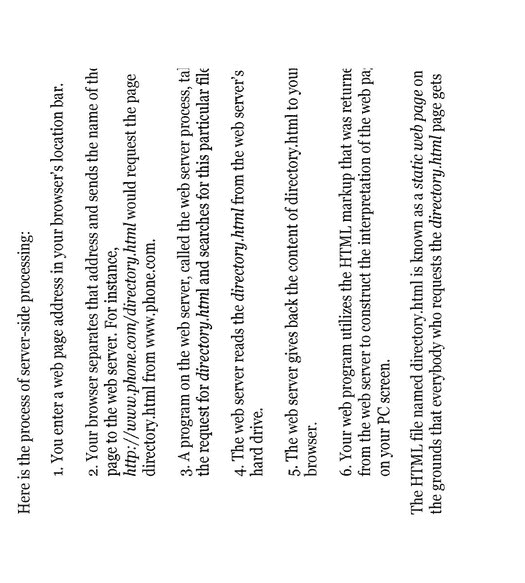 Here is the process of server-side processing:
1. You enter a web page address in your browser's location bar.
2. Your browser separates that address and sends the name of the
page to the web server. For instance,
http://www.phone.com/directory.html would request the page
directory.html from www.phone.com.
3. A program on the web server, called the web server process,
the request for directory.html and searches for this particular file
4. The web server reads the directory.html from the web server's
hard drive.
5. The web server gives back the content of directory.html to your
browser.
6. Your web program utilizes the HTML markup that was returne
from the web server to construct the interpretation of the web
on your PC screen.
The HTML file named directory.html is known as a static web page on
the grounds that everybody who requests the directory.html page gets